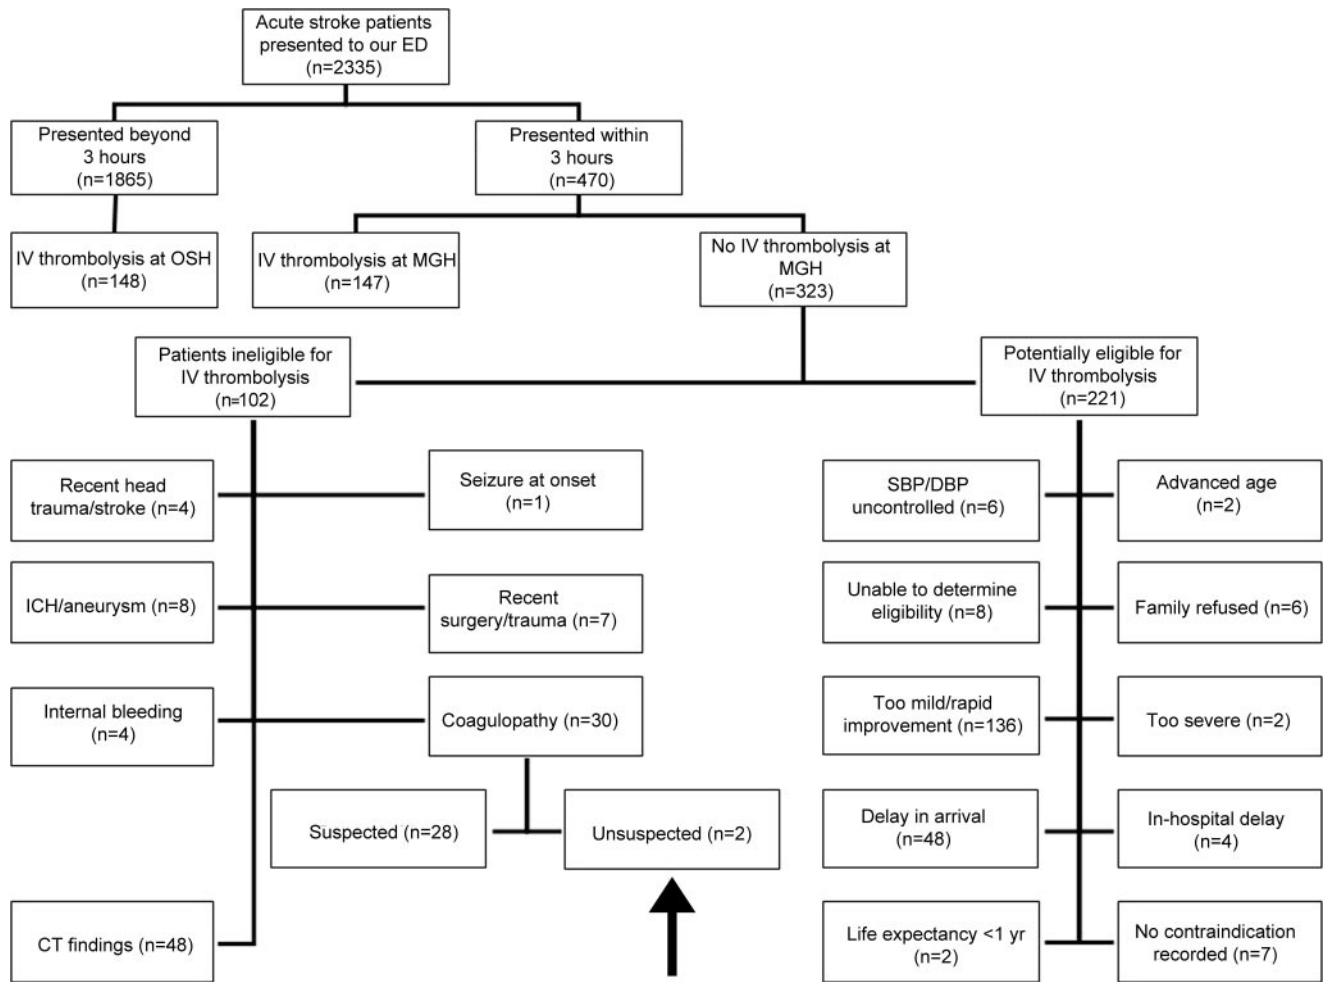 Acute stroke patients
presented to our ED
(n=2335)
Presented beyond
3 hours
(n=1865)
Presented within
3 hours
(n=470)
IV thrombolysis at OSH
(n=148)
IV thrombolysis at MGH
(n=147)
No IV thrombolysis at
MGH
(n=323)
Patients ineligible for
IV thrombolysis
(n=102)
Potentially eligible for
IV thrombolysis
(n=221)
Recent head
trauma/stroke (n=4)
Seizure at onset
(n=1)
ICH/aneurysm (n=8)
Recent
surgery/trauma (n=7)
Internal bleeding
(n=4)
Coagulopathy (n=30)
Suspected (n=28)
Unsuspected (n=2)
CT findings (n=48)
SBP/DBP
uncontrolled (n=6)
Advanced age
(n=2)
Unable to determine
eligibility (n=8)
Family refused (n=6)
Too mild/rapid
improvement (n=136)
Too severe (n=2)
Delay in arrival
(n=48)
In-hospital delay
(n=4)
Life expectancy <1 yr
(n=2)
No contraindication
recorded (n=7)